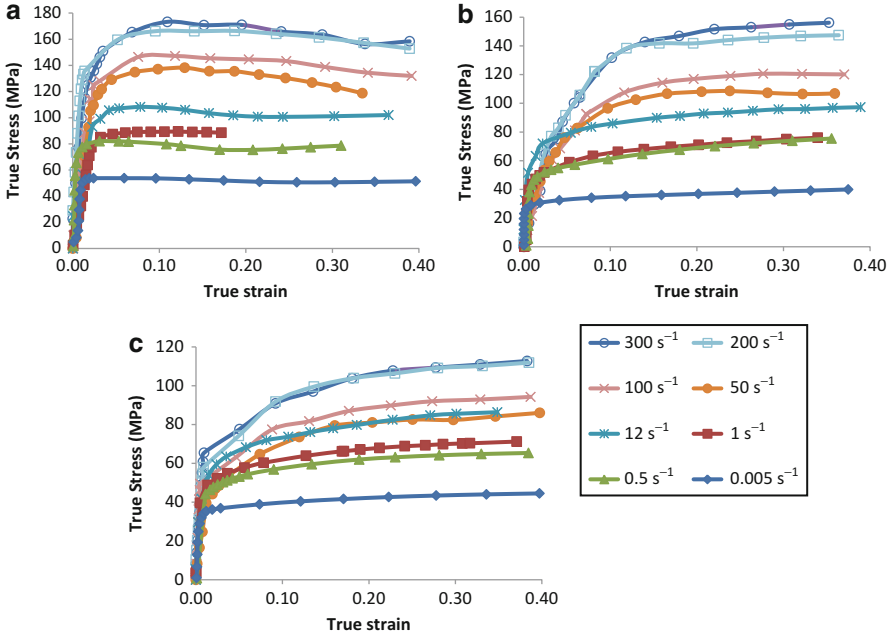 a
True Stress (MPa)
180
160
140
120
100
80
60
40
20
0
0.00 0.10 0.20 0.30 0.40
True strain
b
True Stress (MPa)
160
140
120
100
80
60
40
20
0
0.00 0.10 0.20 0.30 0.40
True strain
c
True Stress (MPa)
120
100
80
60
40
20
0
0.00 0.10 0.20 0.30 0.40
True strain
300 s⁻¹ 200 s⁻¹
100 s⁻¹ 50 s⁻¹
12 s⁻¹ 1 s⁻¹
0.5 s⁻¹ 0.005 s⁻¹